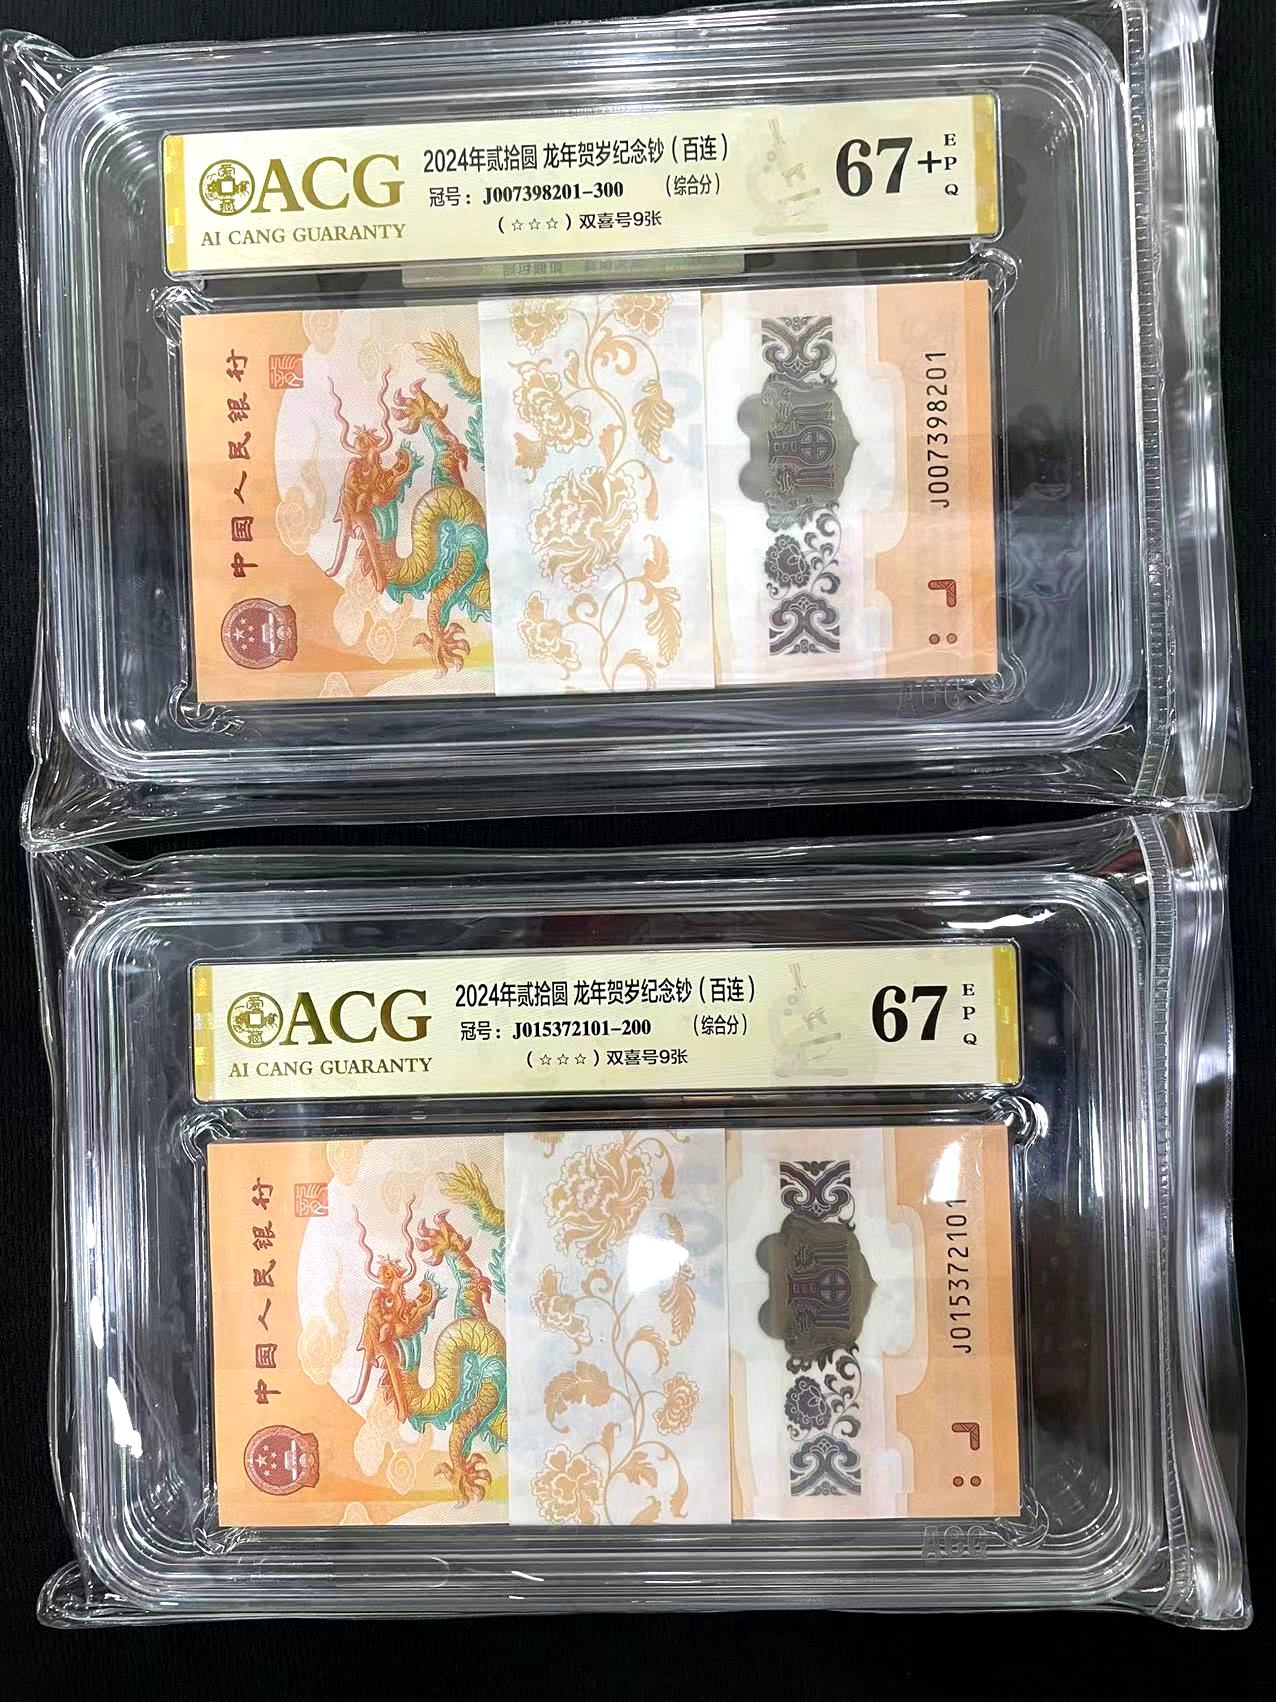 ACG
AI CANG GUARANTY
2024年贰拾圆 龙年贺岁纪念钞（百连）
冠号：J007398201-300 （综合分）
（☆☆☆）双喜号9张
67+
EPQ
中国人民银行
J007398201
ACG
ACG
AI CANG GUARANTY
2024年贰拾圆 龙年贺岁纪念钞（百连）
冠号：J015372101-200 （综合分）
（☆☆☆）双喜号9张
67
EPQ
中国人民银行
J015372101
ACG